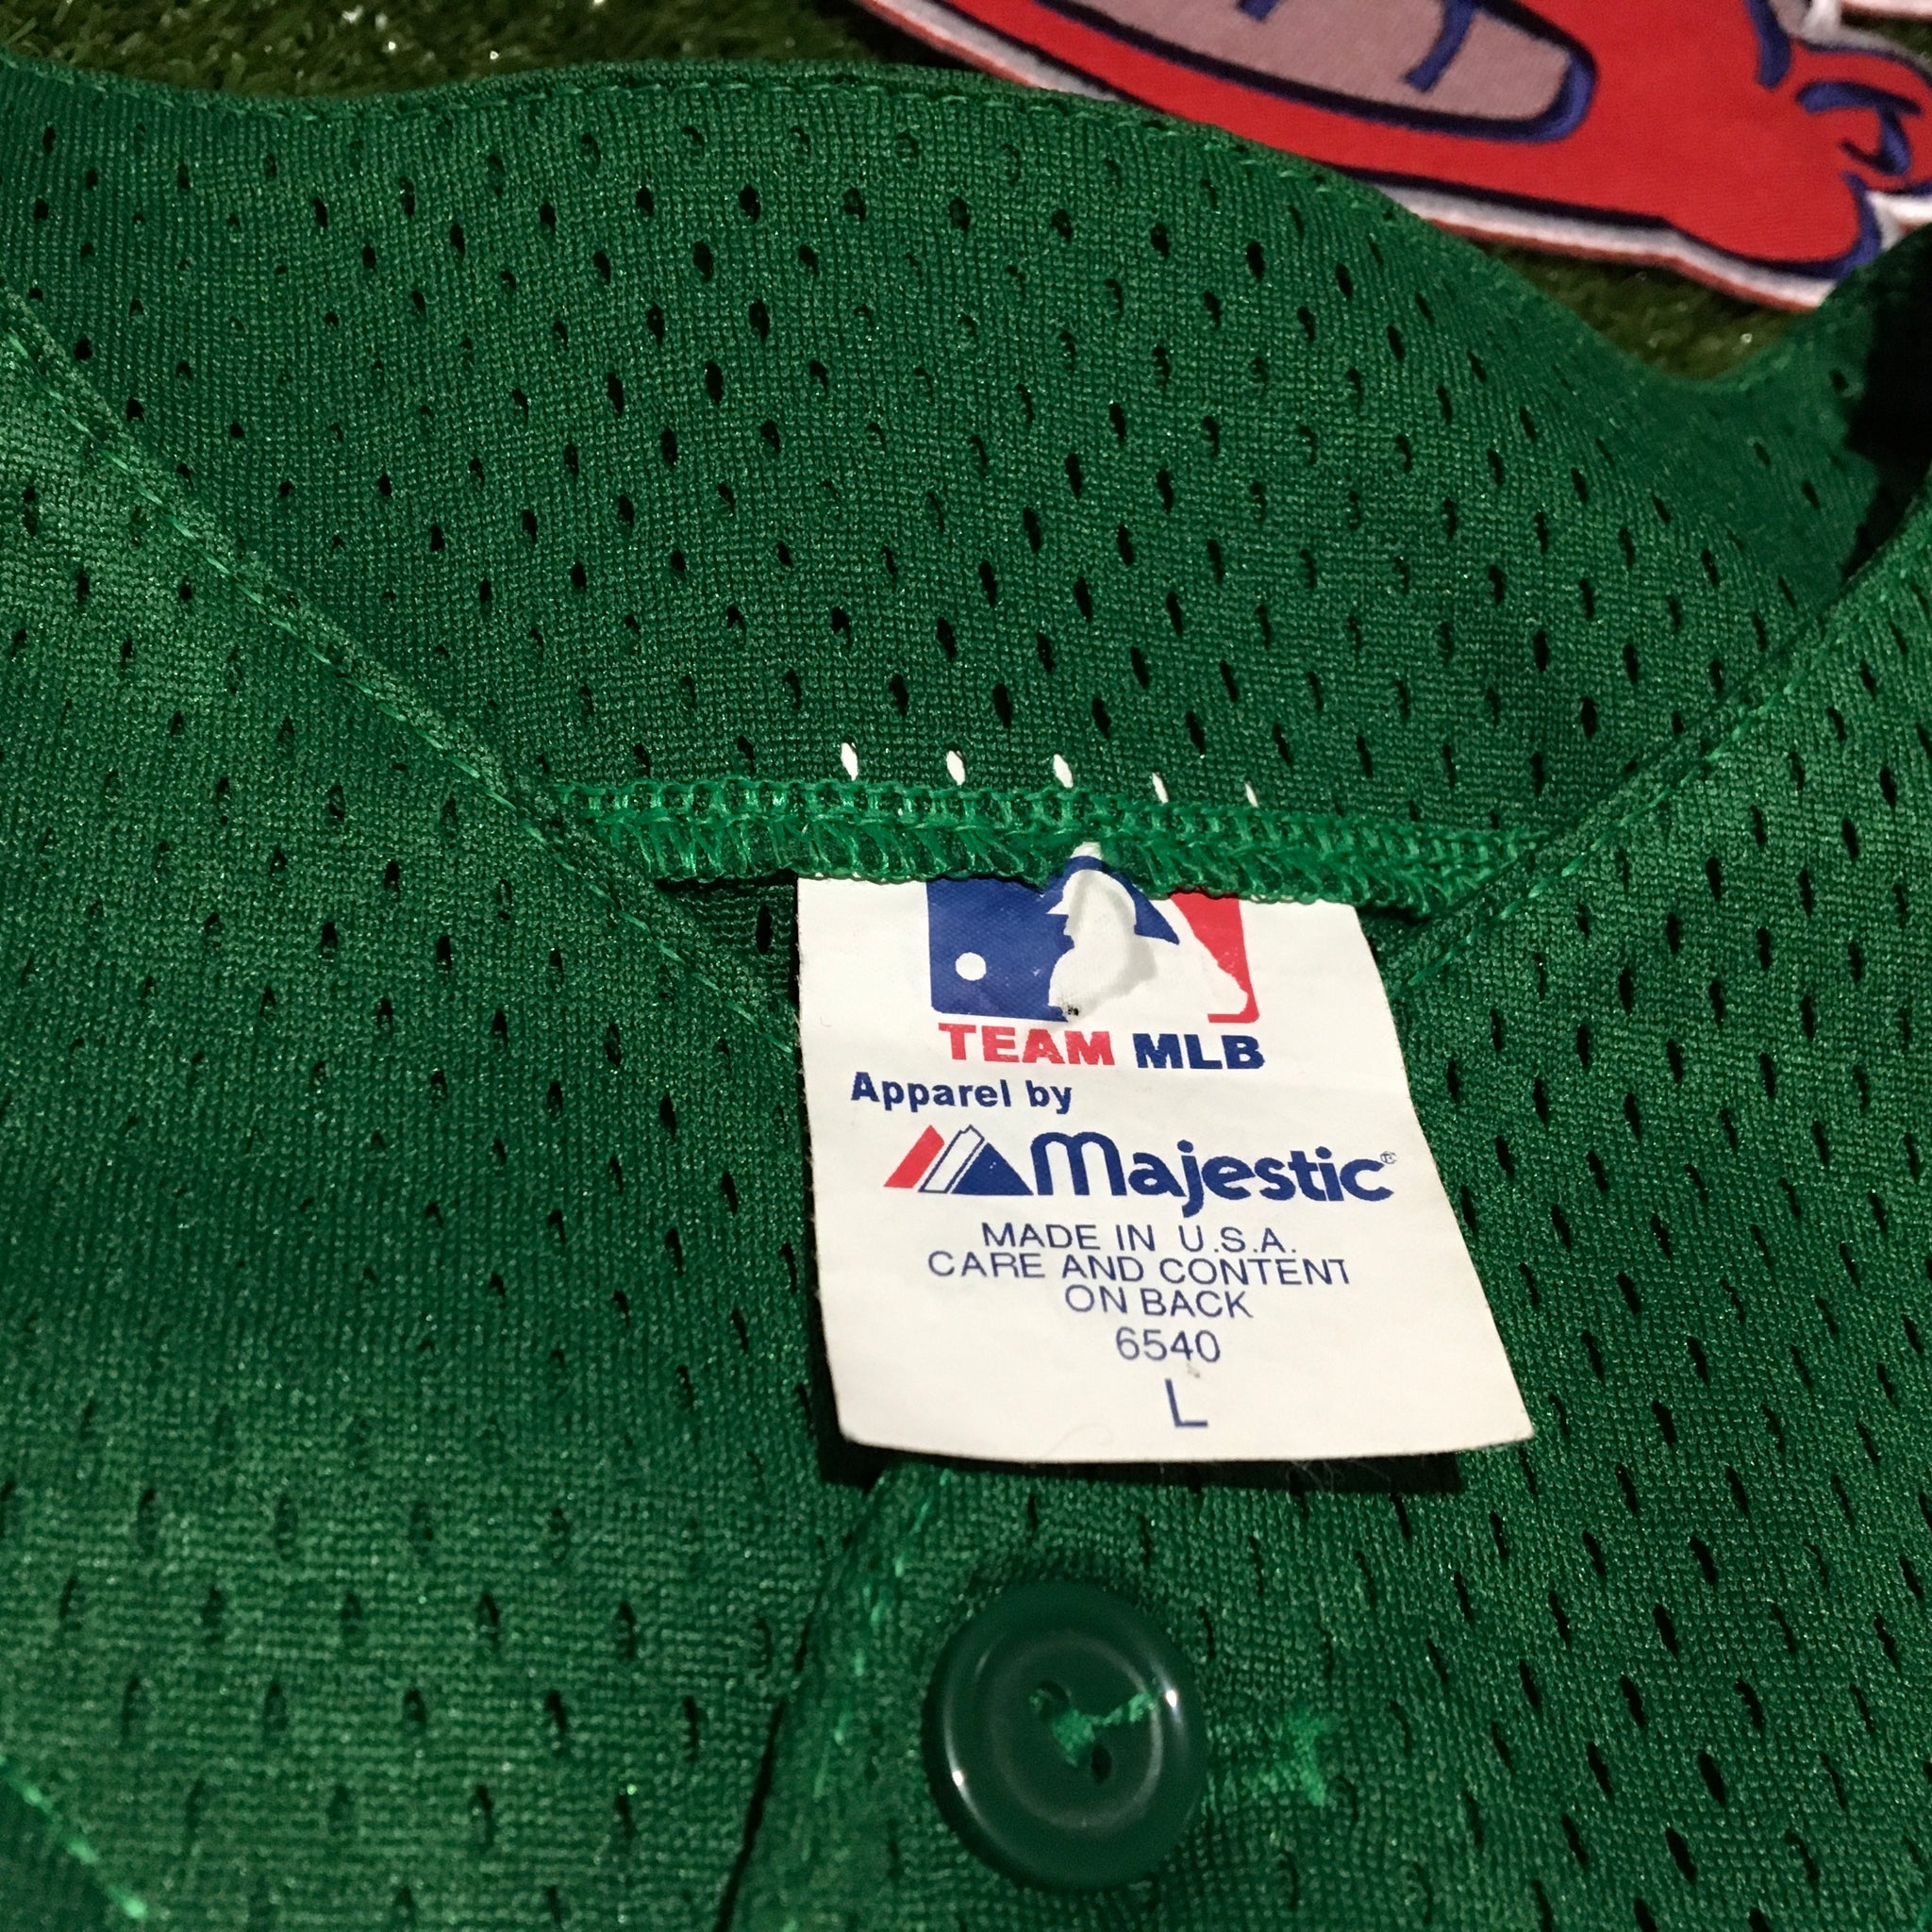 TEAM MLB
Apparel by
Majestic®
MADE IN U.S.A.
CARE AND CONTENT
ON BACK
6540
L